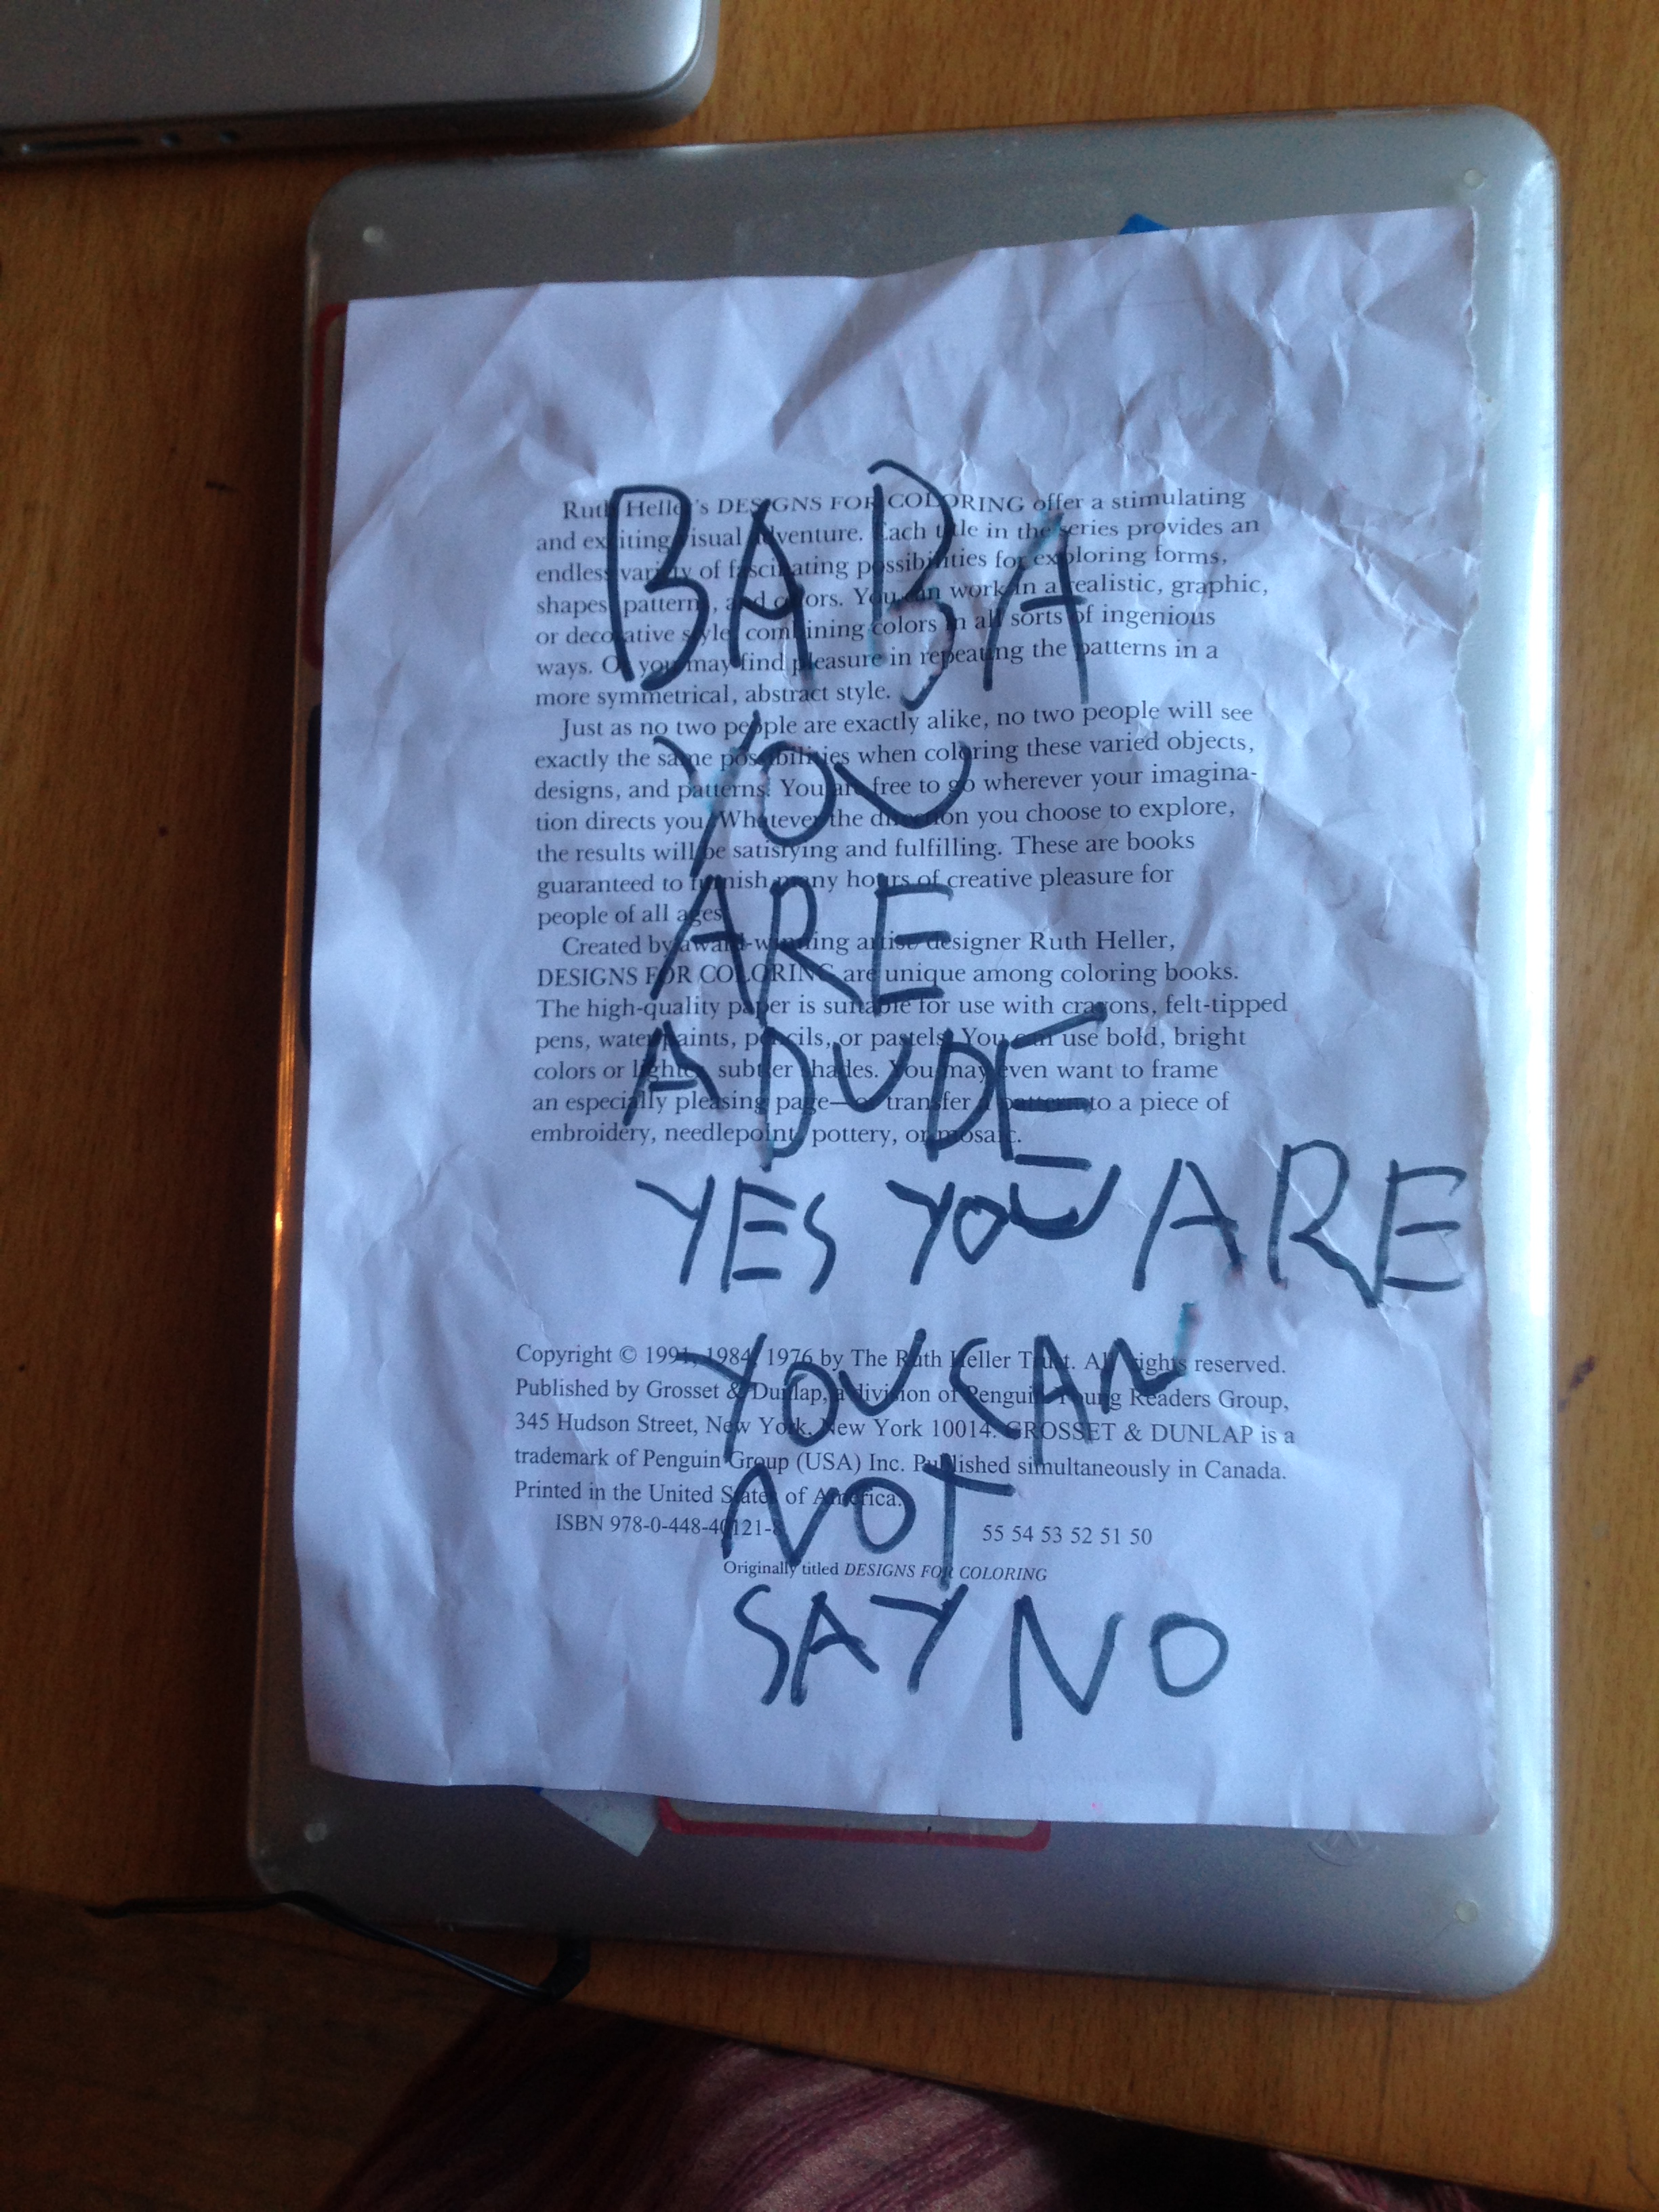 Ruth Heller's DESIGNS FOR COLORING offer a stimulating
and exciting visual adventure. Each title in the series provides an
endless variety of fascinating possibilities for exploring forms,
shapes, patterns, and colors. You can work in a realistic, graphic,
or decorative style, combining colors in all sorts of ingenious
ways. Or you may find pleasure in repeating the patterns in a
more symmetrical, abstract style.
Just as no two people are exactly alike, no two people will see
exactly the same possibilities when coloring these varied objects,
designs, and patterns. You are free to go wherever your imagina-
tion directs you. Whatever the direction you choose to explore,
the results will be satisfying and fulfilling. These are books
guaranteed to furnish many hours of creative pleasure for
people of all ages.
Created by award-winning artist/designer Ruth Heller,
DESIGNS FOR COLORING are unique among coloring books.
The high-quality paper is suitable for use with crayons, felt-tipped
pens, water paints, pencils, or pastels. You can use bold, bright
colors or lighter, subtler shades. You may even want to frame
an especially pleasing page—or transfer a pattern to a piece of
embroidery, needlepoint, pottery, or mosaic.
Copyright © 1991, 1984, 1976 by The Ruth Heller Trust. All rights reserved.
Published by Grosset & Dunlap, a division of Penguin Young Readers Group,
345 Hudson Street, New York, New York 10014. GROSSET & DUNLAP is a
trademark of Penguin Group (USA) Inc. Published simultaneously in Canada.
Printed in the United States of America.
ISBN 978-0-448-40121-8 55 54 53 52 51 50
Originally titled DESIGNS FOR COLORING
BABA
YOU
ARE
A DUDE
YES YOU ARE
YOU CAN
NOT
SAY NO